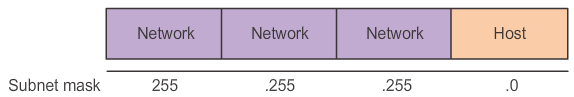 Network Network Network Host
Subnet mask 255 .255 .255 .0